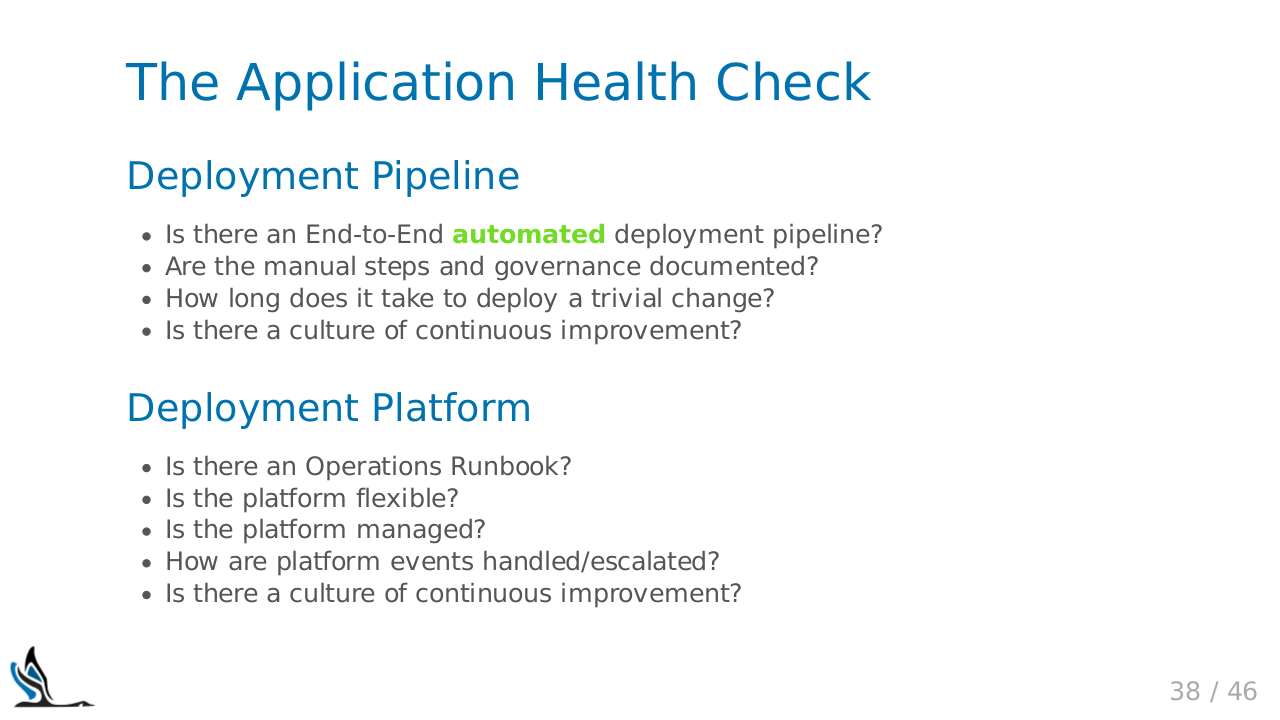 The Application Health Check
Deployment Pipeline
• Is there an End-to-End automated deployment pipeline?
• Are the manual steps and governance documented?
• How long does it take to deploy a trivial change?
• Is there a culture of continuous improvement?
Deployment Platform
• Is there an Operations Runbook?
• Is the platform flexible?
• Is the platform managed?
• How are platform events handled/escalated?
• Is there a culture of continuous improvement?
38 / 46